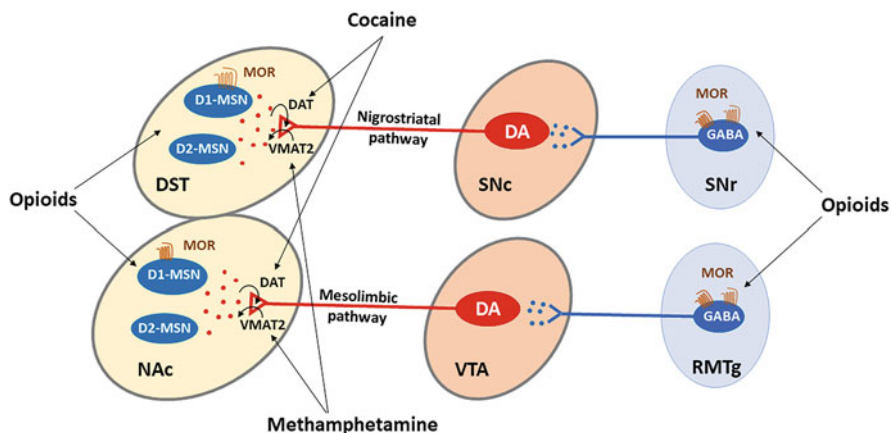 Cocaine
MOR
D1-MSN
DAT
D2-MSN
VMAT2
DST
Nigrostriatal
pathway
DA
SNc
MOR
GABA
SNr
Opioids
Opioids
MOR
D1-MSN
DAT
D2-MSN
VMAT2
NAc
Mesolimbic
pathway
DA
VTA
MOR
GABA
RMTg
Methamphetamine